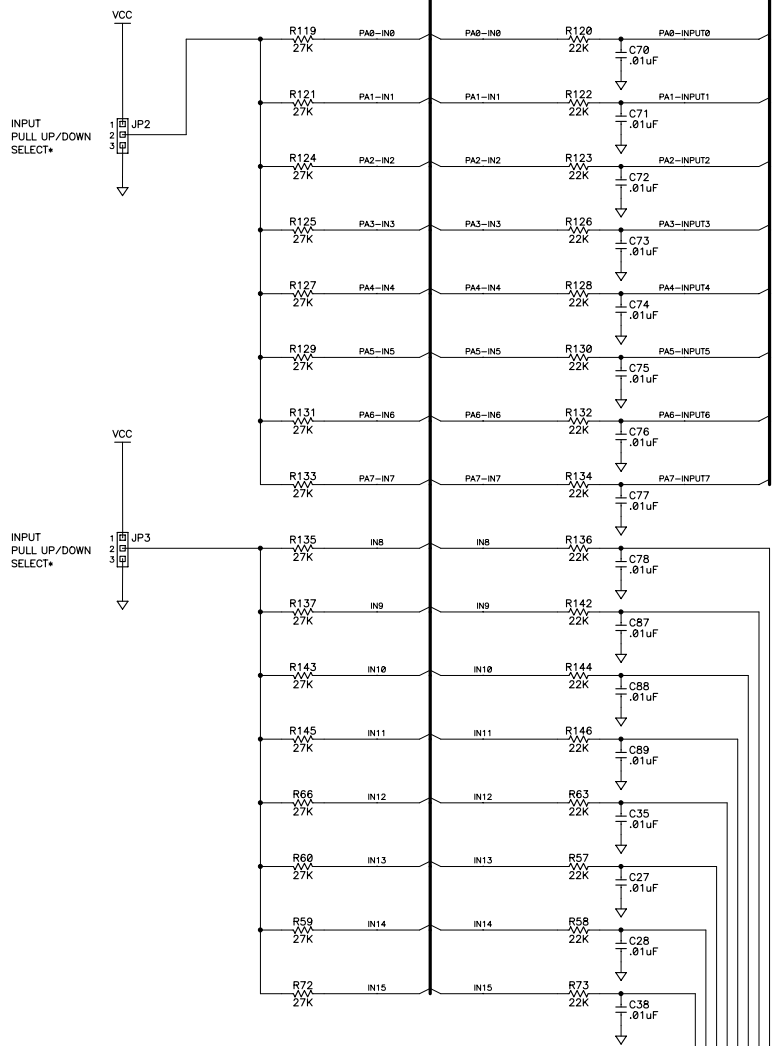 VCC
INPUT
PULL UP/DOWN
SELECT*
1 JP2
2
3
R119 PA0-IN0 PA0-IN0 R120 PA0-INPUT0
27K 22K
C70
.01uF
R121 PA1-IN1 PA1-IN1 R122 PA1-INPUT1
27K 22K
C71
.01uF
R124 PA2-IN2 PA2-IN2 R123 PA2-INPUT2
27K 22K
C72
.01uF
R125 PA3-IN3 PA3-IN3 R126 PA3-INPUT3
27K 22K
C73
.01uF
R127 PA4-IN4 PA4-IN4 R128 PA4-INPUT4
27K 22K
C74
.01uF
R129 PA5-IN5 PA5-IN5 R130 PA5-INPUT5
27K 22K
C75
.01uF
R131 PA6-IN6 PA6-IN6 R132 PA6-INPUT6
27K 22K
C76
.01uF
R133 PA7-IN7 PA7-IN7 R134 PA7-INPUT7
27K 22K
C77
.01uF
VCC
INPUT
PULL UP/DOWN
SELECT*
1 JP3
2
3
R135 IN8 IN8 R136
27K 22K
C78
.01uF
R137 IN9 IN9 R142
27K 22K
C87
.01uF
R143 IN10 IN10 R144
27K 22K
C88
.01uF
R145 IN11 IN11 R146
27K 22K
C89
.01uF
R66 IN12 IN12 R63
27K 22K
C35
.01uF
R60 IN13 IN13 R57
27K 22K
C27
.01uF
R59 IN14 IN14 R58
27K 22K
C28
.01uF
R72 IN15 IN15 R73
27K 22K
C38
.01uF